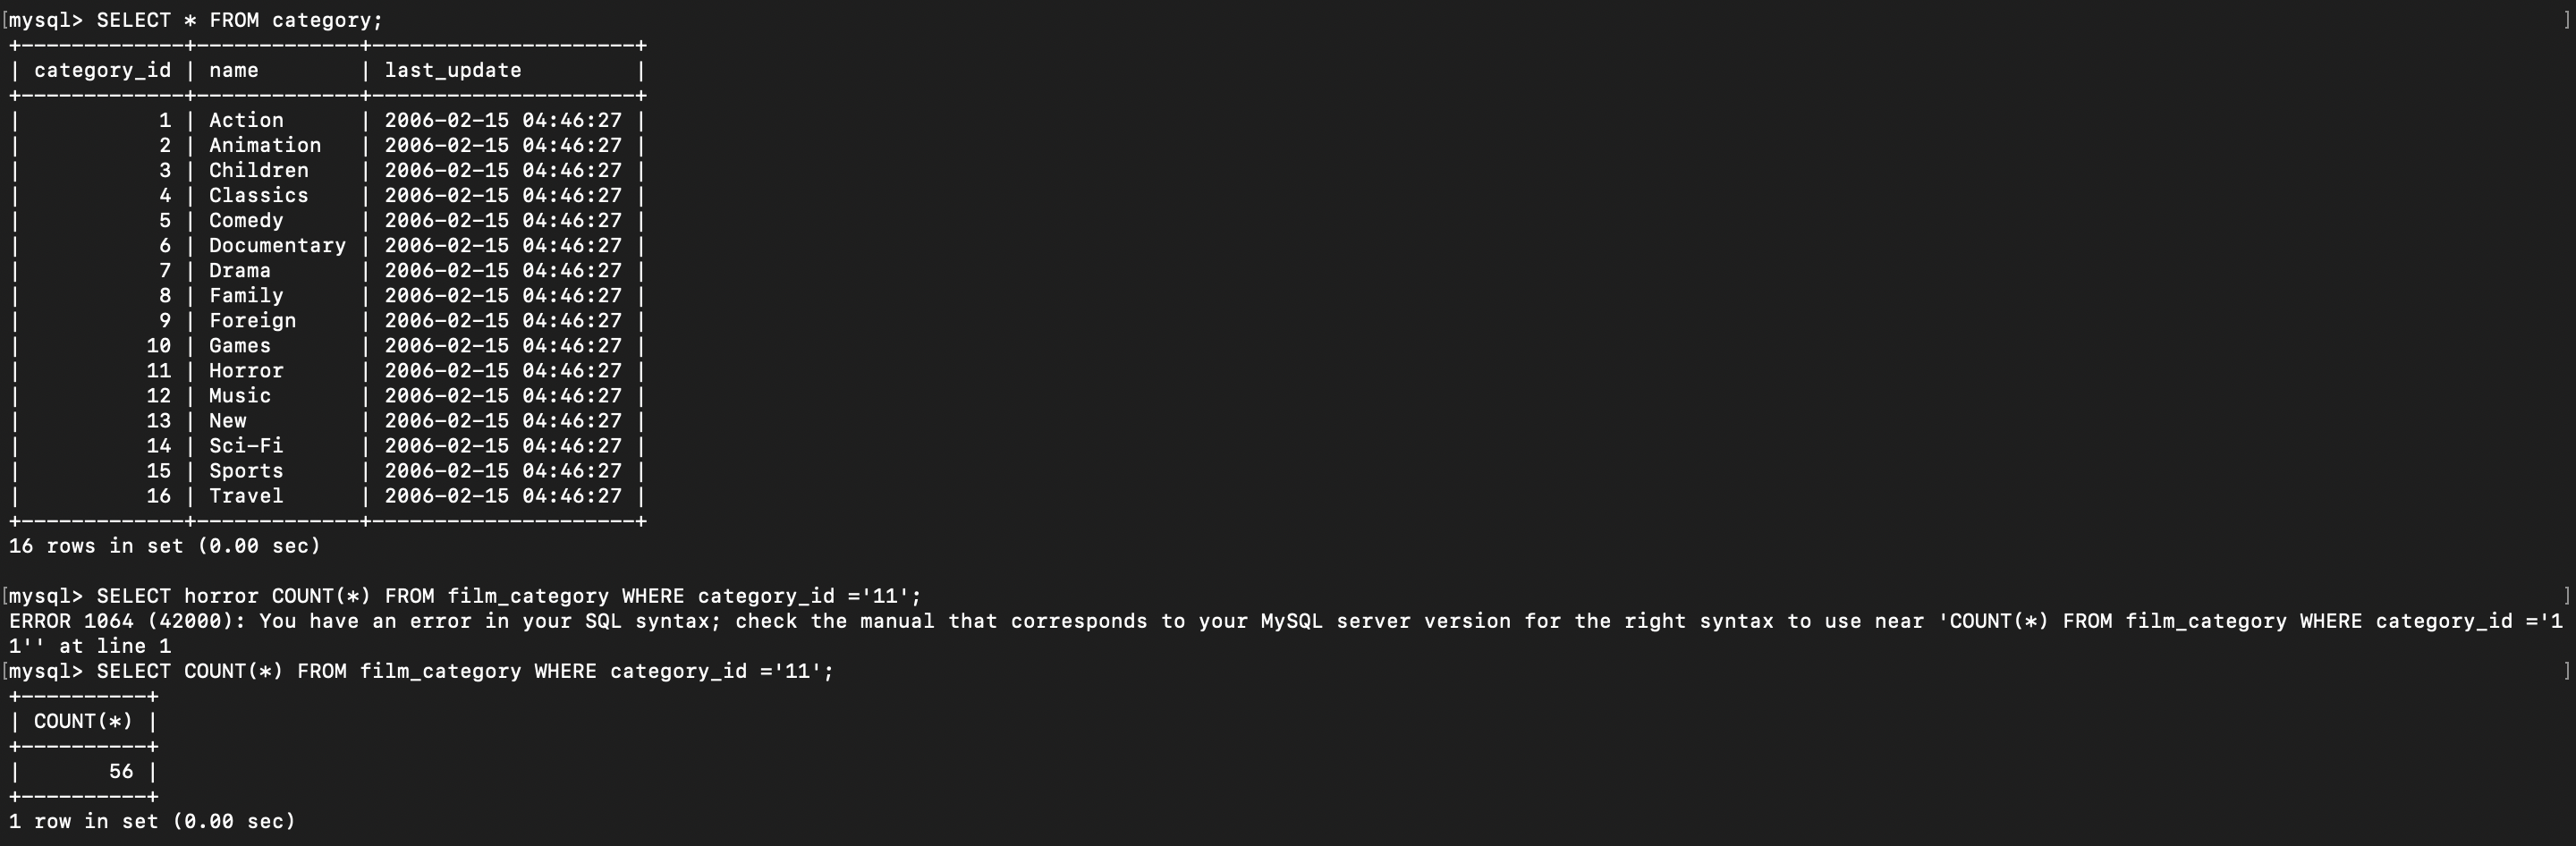 [mysql> SELECT * FROM category; ]
+-------------+-------------+---------------------+
| category_id | name        | last_update         |
+-------------+-------------+---------------------+
|           1 | Action      | 2006-02-15 04:46:27 |
|           2 | Animation   | 2006-02-15 04:46:27 |
|           3 | Children    | 2006-02-15 04:46:27 |
|           4 | Classics    | 2006-02-15 04:46:27 |
|           5 | Comedy      | 2006-02-15 04:46:27 |
|           6 | Documentary | 2006-02-15 04:46:27 |
|           7 | Drama       | 2006-02-15 04:46:27 |
|           8 | Family      | 2006-02-15 04:46:27 |
|           9 | Foreign     | 2006-02-15 04:46:27 |
|          10 | Games       | 2006-02-15 04:46:27 |
|          11 | Horror      | 2006-02-15 04:46:27 |
|          12 | Music       | 2006-02-15 04:46:27 |
|          13 | New         | 2006-02-15 04:46:27 |
|          14 | Sci-Fi      | 2006-02-15 04:46:27 |
|          15 | Sports      | 2006-02-15 04:46:27 |
|          16 | Travel      | 2006-02-15 04:46:27 |
+-------------+-------------+---------------------+
16 rows in set (0.00 sec)
[mysql> SELECT horror COUNT(*) FROM film_category WHERE category_id ='11'; ]
ERROR 1064 (42000): You have an error in your SQL syntax; check the manual that corresponds to your MySQL server version for the right syntax to use near 'COUNT(*) FROM film_category WHERE category_id ='1
1'' at line 1
[mysql> SELECT COUNT(*) FROM film_category WHERE category_id ='11'; ]
+----------+
| COUNT(*) |
+----------+
|       56 |
+----------+
1 row in set (0.00 sec)